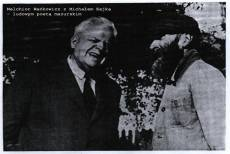 Melchior Wańkowicz z Michałem Kajką
- ludowym poetą mazurskim